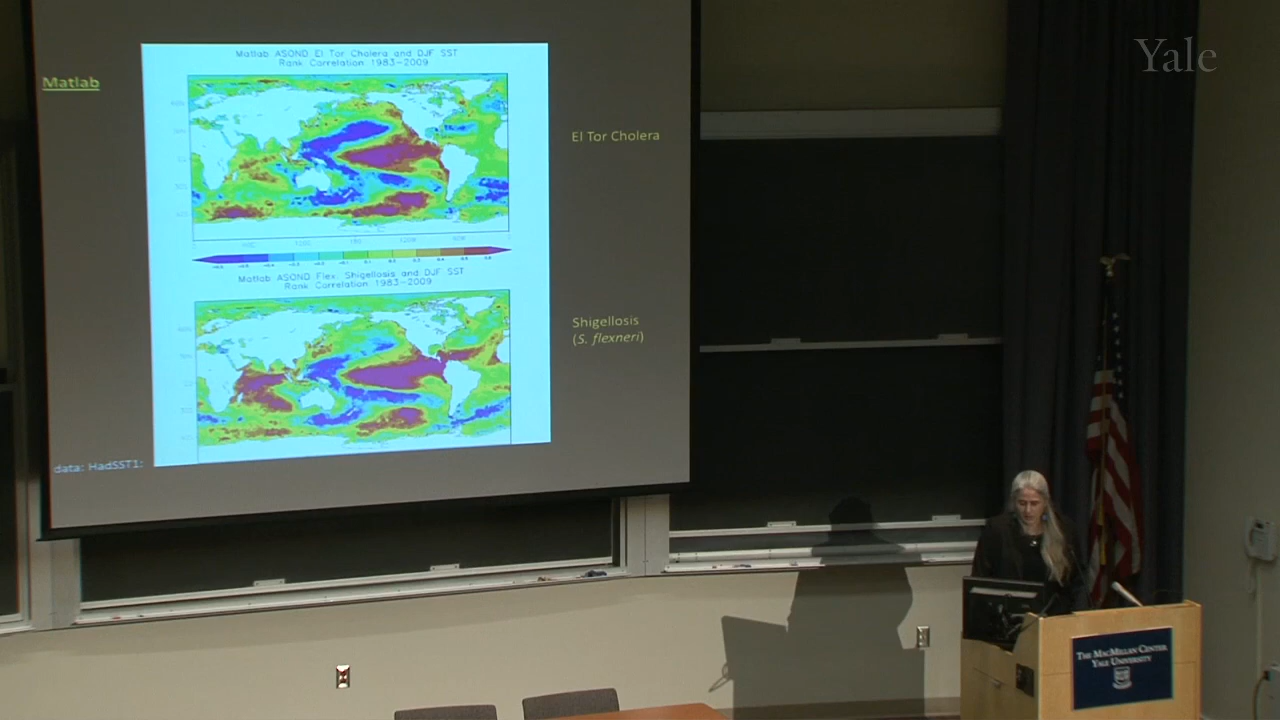 Yale
Matlab
Matlab ASOND El Tor Cholera and DJF SST
Rank Correlation 1983-2009
El Tor Cholera
Matlab ASOND Flex. Shigellosis and DJF SST
Rank Correlation 1983-2009
Shigellosis
(S. flexneri)
data: HadSST1:
The MacMillan Center
Yale University